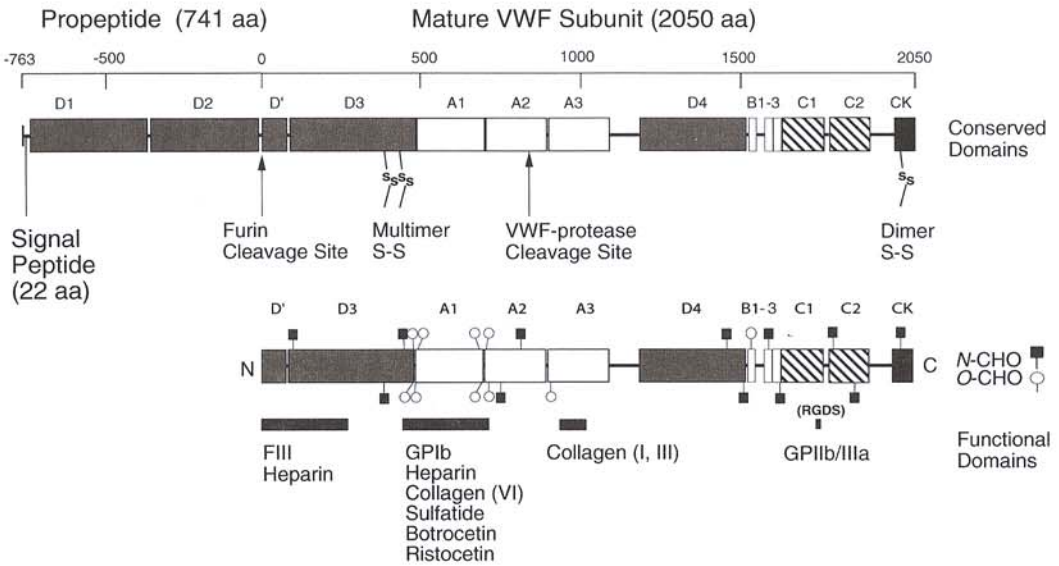 Propeptide (741 aa) Mature VWF Subunit (2050 aa)
-763 -500 0 500 1000 1500 2050
D1 D2 D' D3 A1 A2 A3 D4 B1-3 C1 C2 CK
Conserved
Domains
S S S S S S
Signal
Peptide
(22 aa)
Furin
Cleavage Site
Multimer
S-S
VWF-protease
Cleavage Site
Dimer
S-S
D' D3 A1 A2 A3 D4 B1-3 C1 C2 CK
N C
N-CHO
O-CHO
(RGDS)
FIII
Heparin
GPIb
Heparin
Collagen (VI)
Sulfatide
Botrocetin
Ristocetin
Collagen (I, III)
GPIIb/IIIa
Functional
Domains